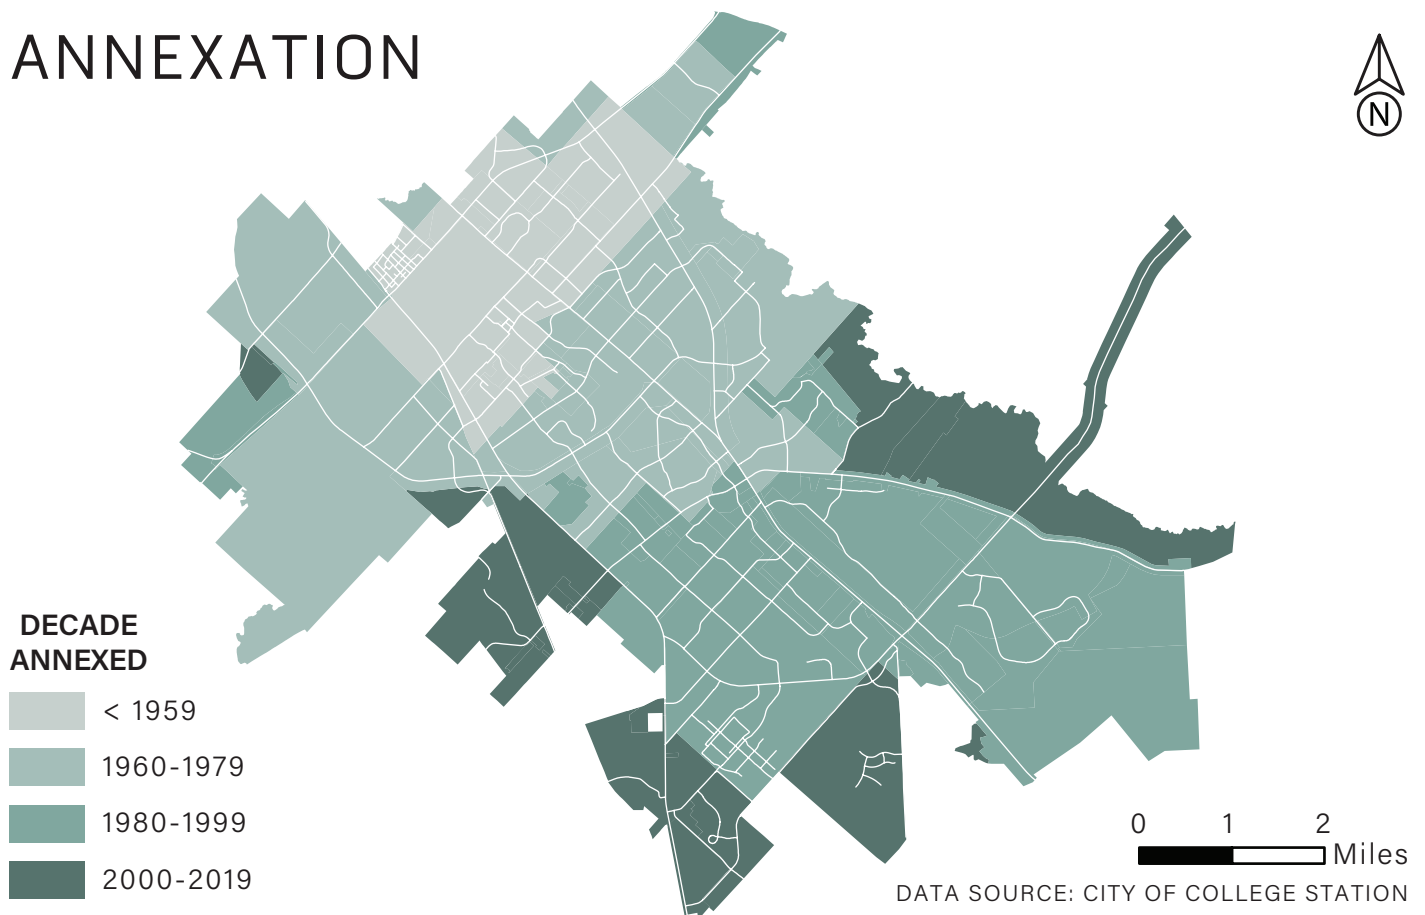 ANNEXATION
N
DECADE
ANNEXED
< 1959
1960-1979
1980-1999
2000-2019
0 1 2
Miles
DATA SOURCE: CITY OF COLLEGE STATION